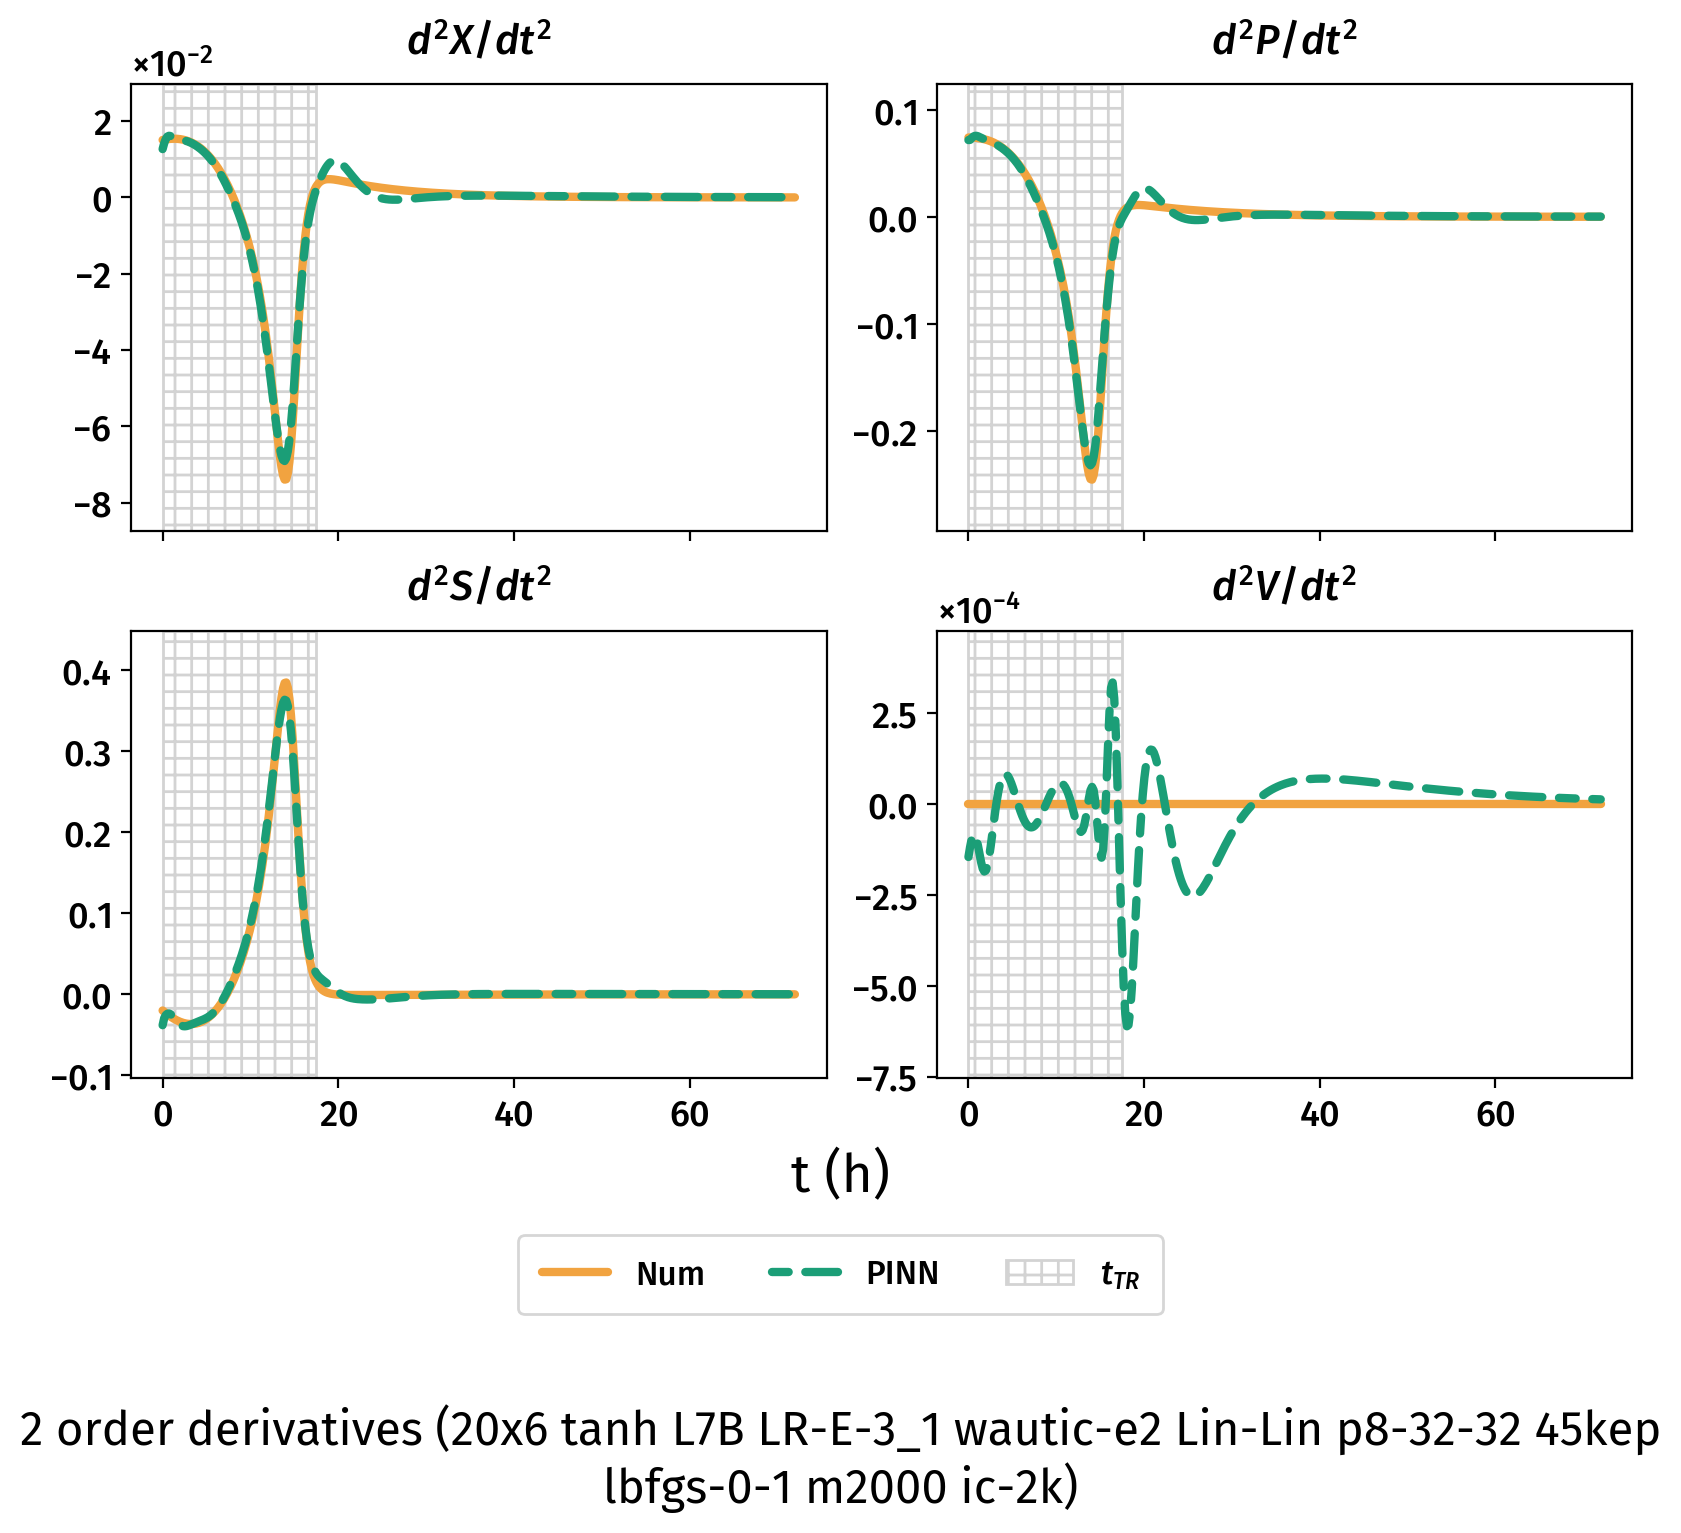 d²X/dt²
d²P/dt²
×10⁻²
2
0
−2
−4
−6
−8
0.1
0.0
−0.1
−0.2
d²S/dt²
d²V/dt²
×10⁻⁴
0.4
0.3
0.2
0.1
0.0
−0.1
2.5
0.0
−2.5
−5.0
−7.5
0 20 40 60
0 20 40 60
t (h)
Num PINN t_TR
2 order derivatives (20x6 tanh L7B LR-E-3_1 wautic-e2 Lin-Lin p8-32-32 45kep
lbfgs-0-1 m2000 ic-2k)